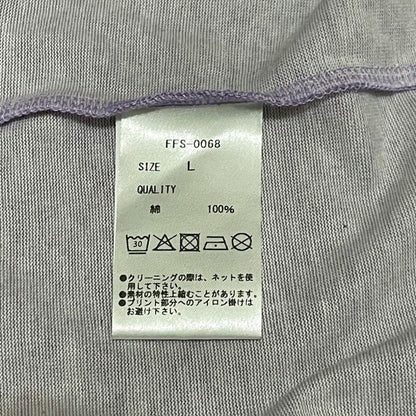 FFS-0068
SIZE L
QUALITY
綿 100%
30
●クリーニングの際は、ネットを使
用して下さい。
●素材の特性上縮むことがあります。
●プリント部分へのアイロン掛けは
お避け下さい。